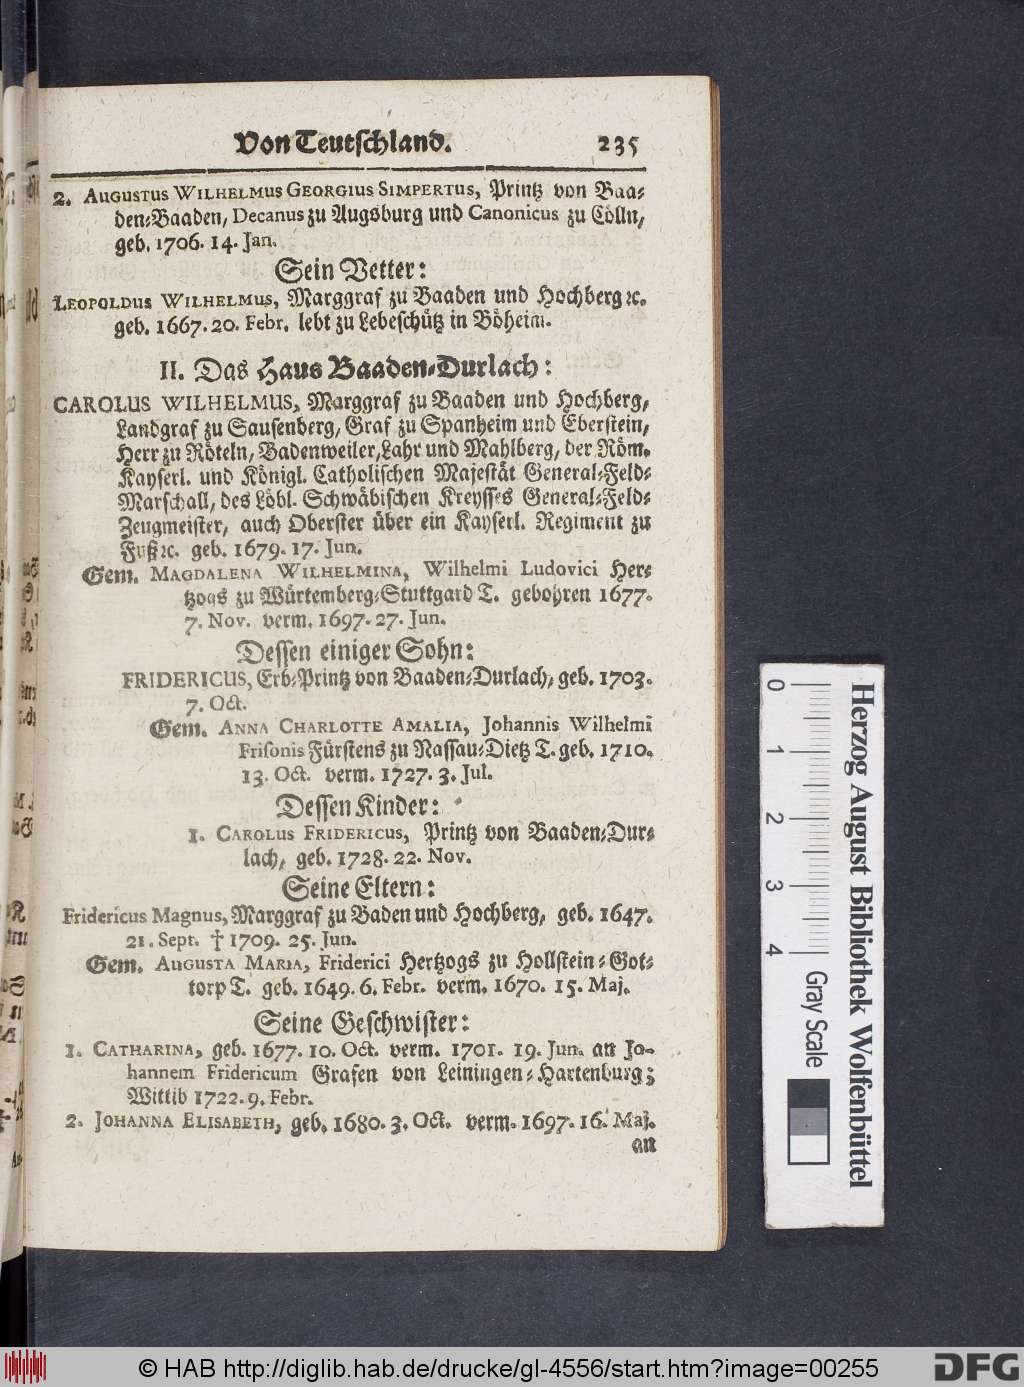 Von Teutschland. 235
2. AUGUSTUS WILHELMUS GEORGIUS SIMPERTUS, Printz von Baa-
den-Baaden, Decanus zu Augsburg und Canonicus zu Cölln,
geb. 1706. 14. Jan.
Sein Vetter:
LEOPOLDUS WILHELMUS, Marggraf zu Baaden und Hochberg ꝛc.
geb. 1667. 20. Febr. lebt zu Lebeschütz in Böheim.
II. Das Haus Baaden-Durlach:
CAROLUS WILHELMUS, Marggraf zu Baaden und Hochberg,
Landgraf zu Sausenberg, Graf zu Spanheim und Eberstein,
Herr zu Röteln, Badenweiler, Lahr und Mahlberg, der Röm.
Kayserl. und Königl. Catholischen Majestät General-Feld-
Marschall, des Löbl. Schwäbischen Kreysses General-Feld-
Zeugmeister, auch Oberster über ein Kayserl. Regiment zu
Fuß ꝛc. geb. 1679. 17. Jun.
Gem. MAGDALENA WILHELMINA, Wilhelmi Ludovici Her-
tzogs zu Würtemberg-Stuttgard T. gebohren 1677.
7. Nov. verm. 1697. 27. Jun.
Dessen einiger Sohn:
FRIDERICUS, Erb-Printz von Baaden-Durlach, geb. 1703.
7. Oct.
Gem. ANNA CHARLOTTE AMALIA, Johannis Wilhelmi
Frisonis Fürstens zu Nassau-Dietz T. geb. 1710.
13. Oct. verm. 1727. 3. Jul.
Dessen Kinder:
1. CAROLUS FRIDERICUS, Printz von Baaden-Dur-
lach, geb. 1728. 22. Nov.
Seine Eltern:
Fridericus Magnus, Marggraf zu Baden und Hochberg, geb. 1647.
21. Sept. † 1709. 25. Jun.
Gem. AUGUSTA MARIA, Friderici Hertzogs zu Hollstein-Got-
torp T. geb. 1649. 6. Febr. verm. 1670. 15. Maj.
Seine Geschwister:
1. CATHARINA, geb. 1677. 10. Oct. verm. 1701. 19. Jun. an Jo-
hannem Fridericum Grafen von Leiningen-Hartenburg;
Wittib 1722. 9. Febr.
2. JOHANNA ELISABETH, geb. 1680. 3. Oct. verm. 1697. 16. Maj.
an
0 1 2 3 4
Gray Scale
Herzog August Bibliothek Wolfenbüttel
© HAB http://diglib.hab.de/drucke/gl-4556/start.htm?image=00255
DFG